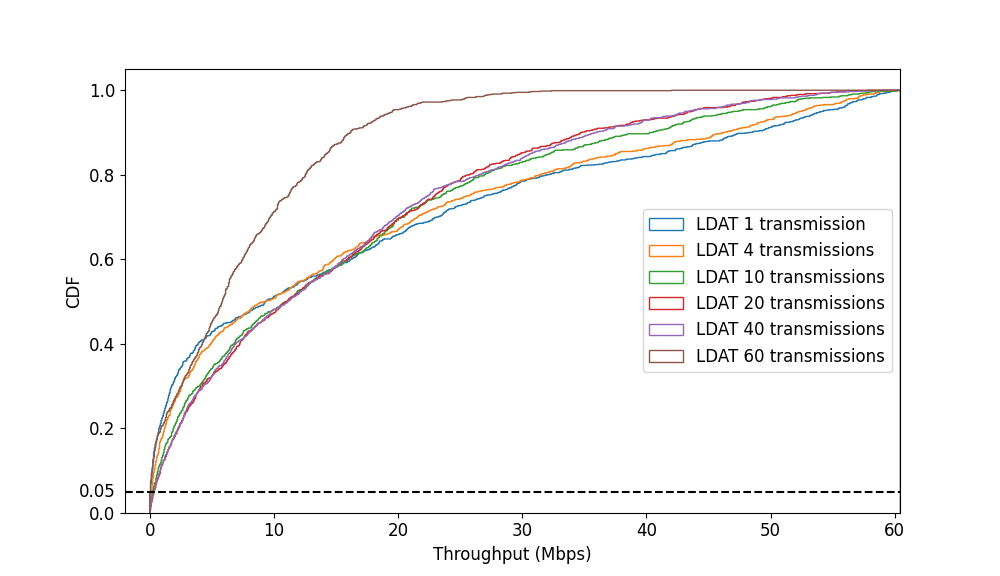 1.0
0.8
0.6
0.4
0.2
0.05
0.0
CDF
0 10 20 30 40 50 60
Throughput (Mbps)
LDAT 1 transmission
LDAT 4 transmissions
LDAT 10 transmissions
LDAT 20 transmissions
LDAT 40 transmissions
LDAT 60 transmissions